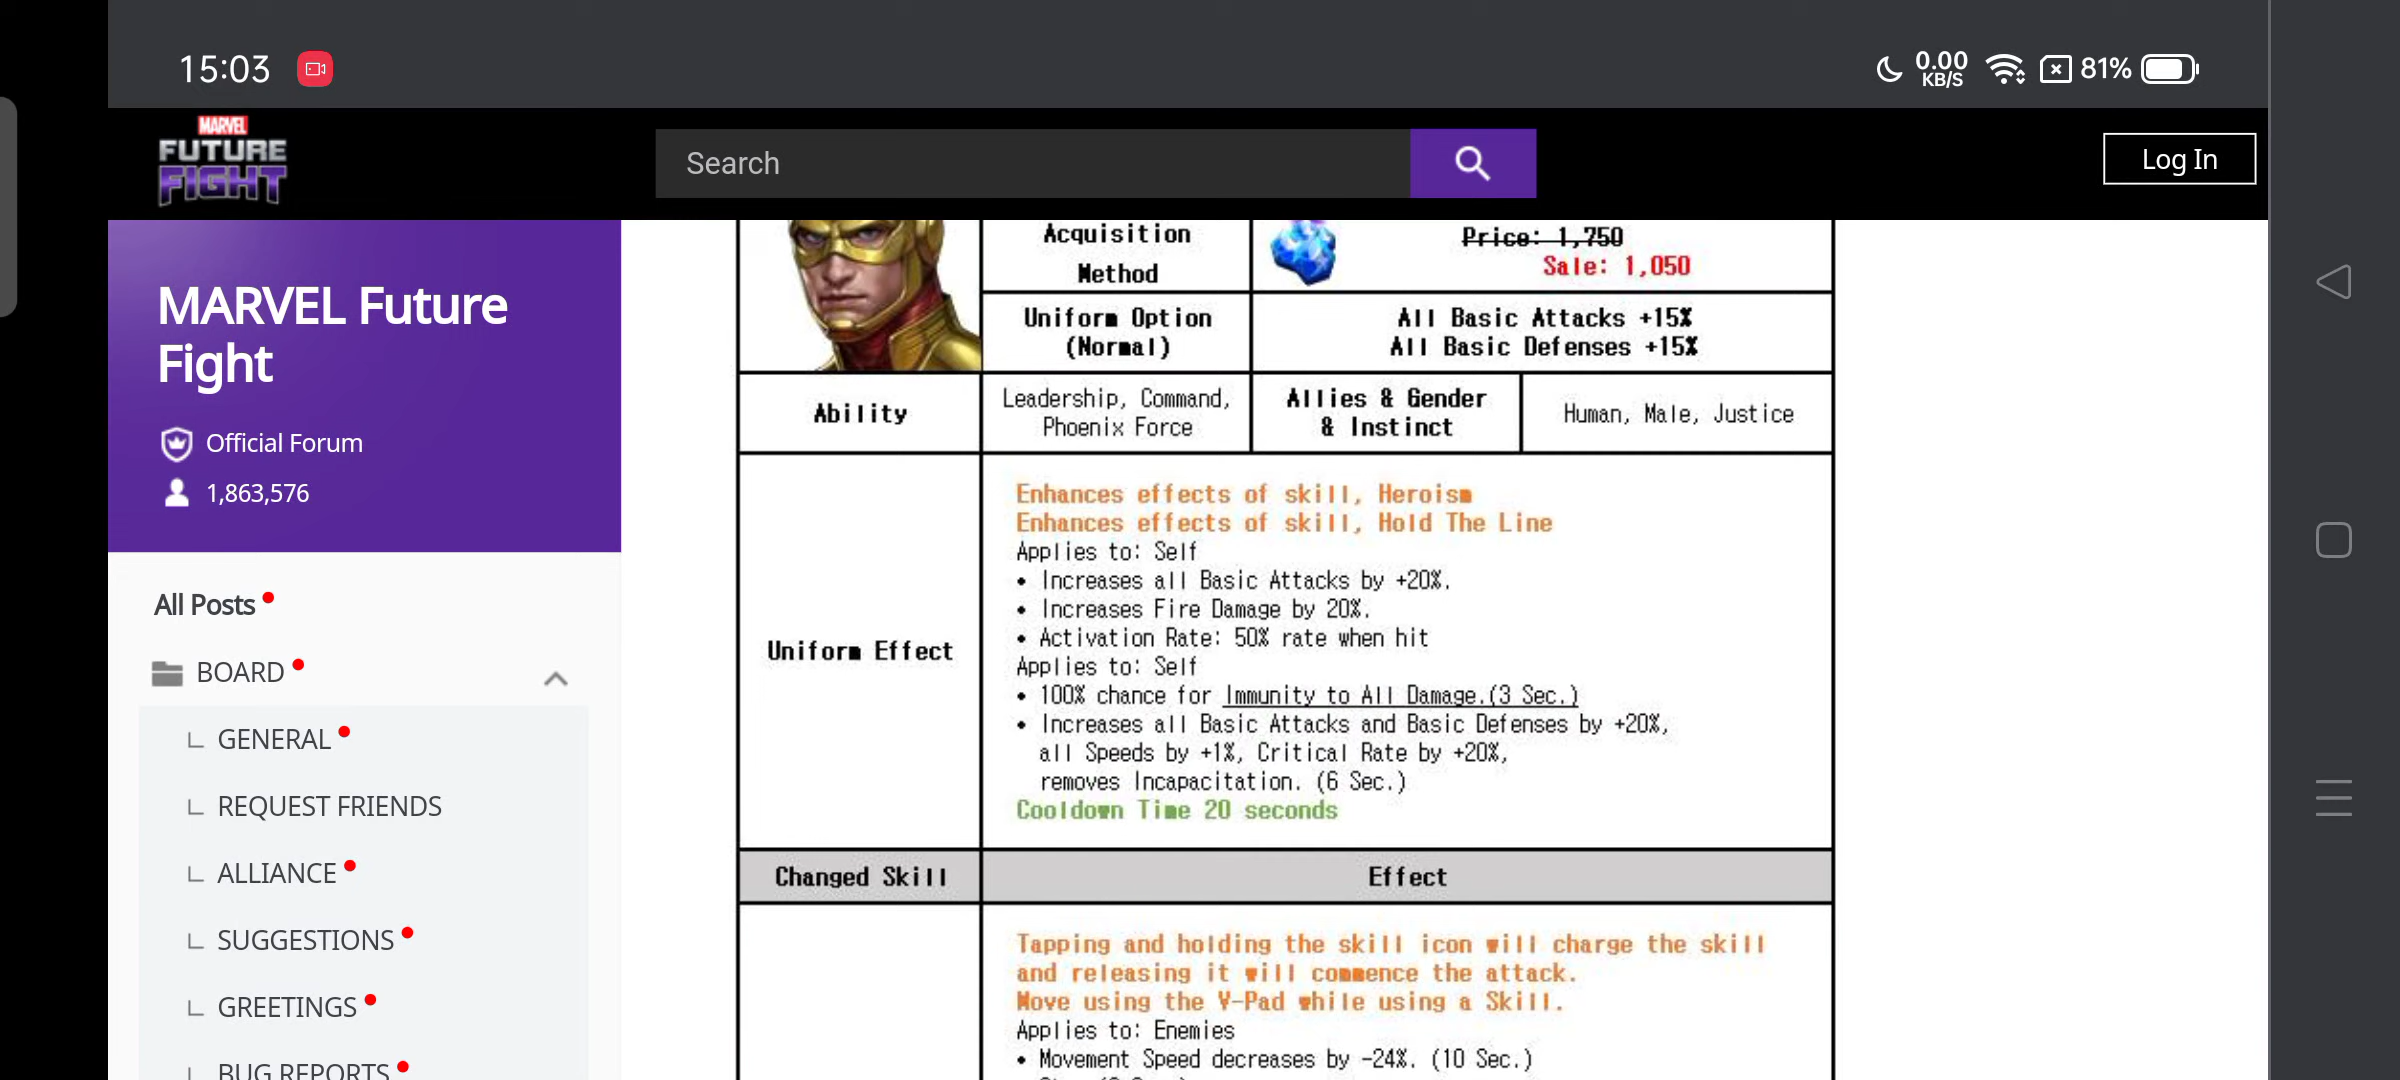 15:03
0.00
KB/S
81%
MARVEL
FUTURE
FIGHT
Search
Log In
MARVEL Future
Fight
Official Forum
1,863,576
All Posts
BOARD
GENERAL
REQUEST FRIENDS
ALLIANCE
SUGGESTIONS
GREETINGS
BUG REPORTS
Acquisition
Method
Price: 1,750
Sale: 1,050
Uniform Option
(Normal)
All Basic Attacks +15%
All Basic Defenses +15%
Ability
Leadership, Command,
Phoenix Force
Allies & Gender
& Instinct
Human, Male, Justice
Uniform Effect
Enhances effects of skill, Heroism
Enhances effects of skill, Hold The Line
Applies to: Self
• Increases all Basic Attacks by +20%.
• Increases Fire Damage by 20%.
• Activation Rate: 50% rate when hit
Applies to: Self
• 100% chance for Immunity to All Damage.(3 Sec.)
• Increases all Basic Attacks and Basic Defenses by +20%,
all Speeds by +1%, Critical Rate by +20%,
removes Incapacitation. (6 Sec.)
Cooldown Time 20 seconds
Changed Skill
Effect
Tapping and holding the skill icon will charge the skill
and releasing it will commence the attack.
Move using the V-Pad while using a Skill.
Applies to: Enemies
• Movement Speed decreases by -24%. (10 Sec.)